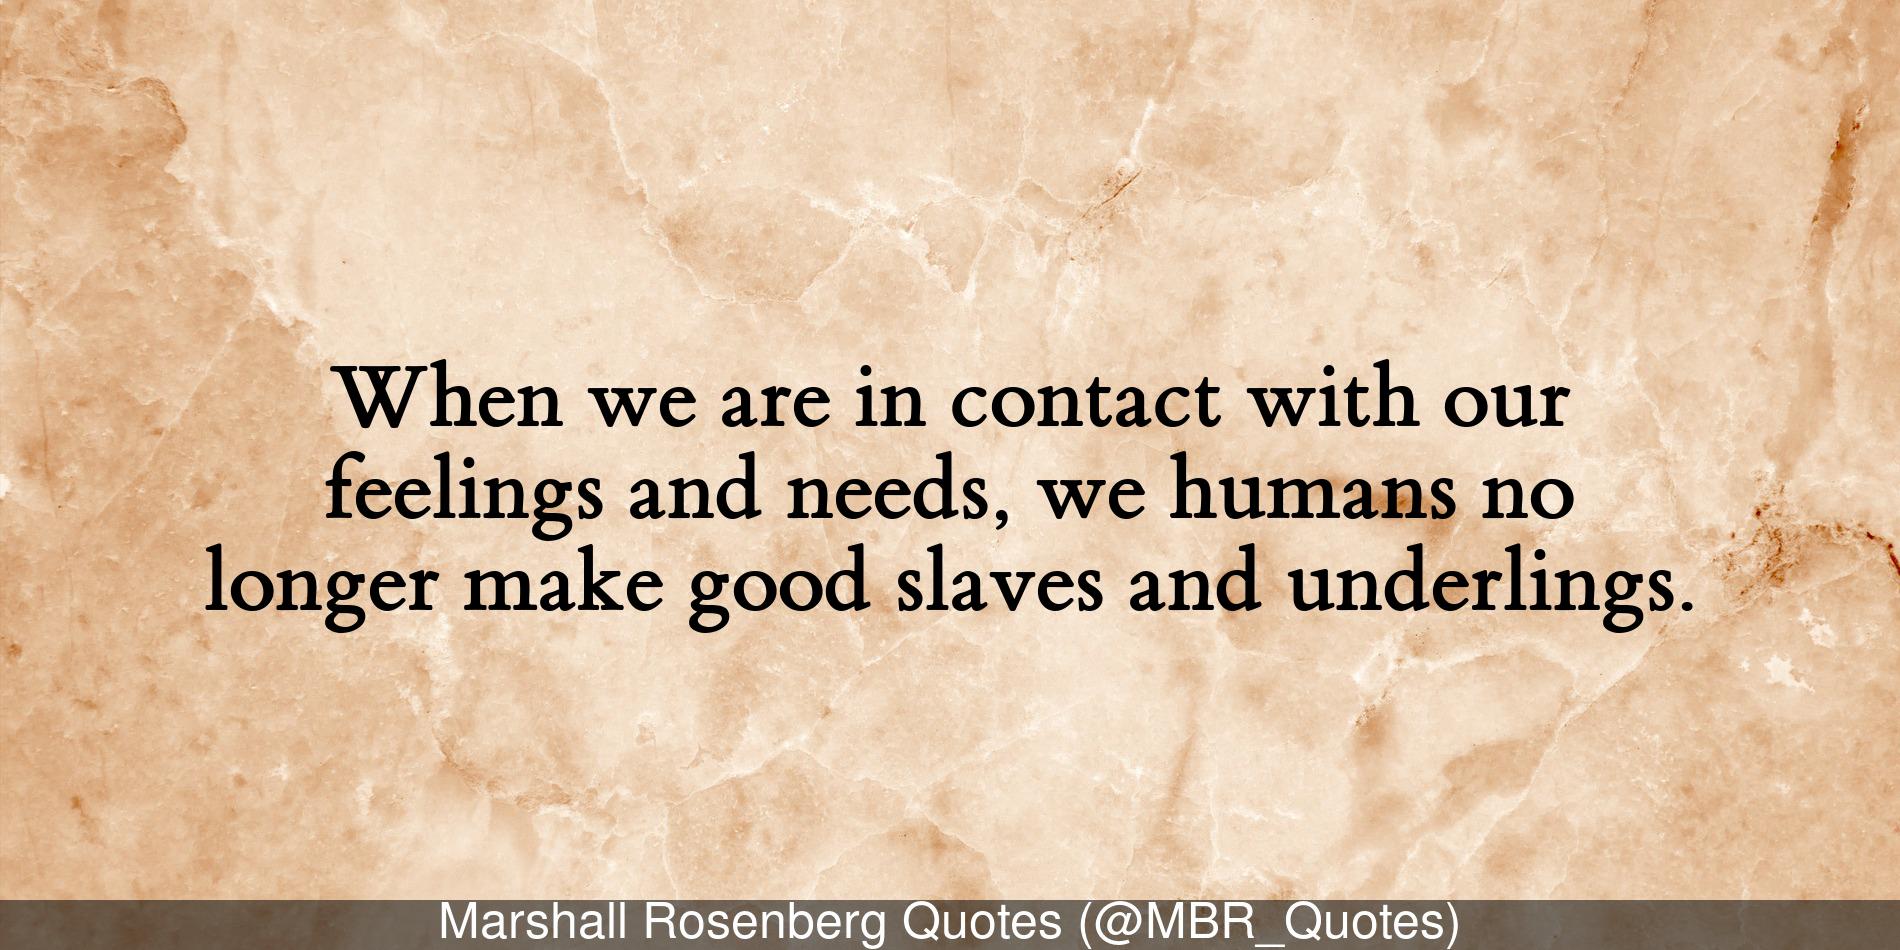 When we are in contact with our
feelings and needs, we humans no
longer make good slaves and underlings.
Marshall Rosenberg Quotes (@MBR_Quotes)